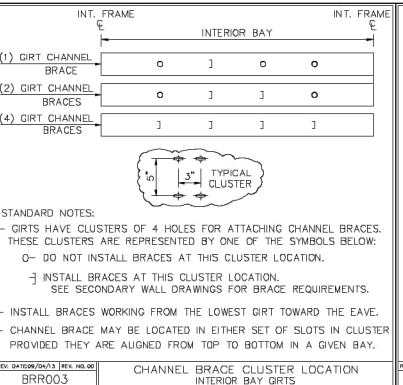 INT. FRAME
℄
INT. FRAME
℄
INTERIOR BAY
(1) GIRT CHANNEL
BRACE
O ] O O
(2) GIRT CHANNEL
BRACES
O ] ] O
(4) GIRT CHANNEL
BRACES
] ] ] ]
5"
3"
TYPICAL
CLUSTER
STANDARD NOTES:
- GIRTS HAVE CLUSTERS OF 4 HOLES FOR ATTACHING CHANNEL BRACES.
THESE CLUSTERS ARE REPRESENTED BY ONE OF THE SYMBOLS BELOW:
O- DO NOT INSTALL BRACES AT THIS CLUSTER LOCATION.
]- INSTALL BRACES AT THIS CLUSTER LOCATION.
SEE SECONDARY WALL DRAWINGS FOR BRACE REQUIREMENTS.
- INSTALL BRACES WORKING FROM THE LOWEST GIRT TOWARD THE EAVE.
- CHANNEL BRACE MAY BE LOCATED IN EITHER SET OF SLOTS IN CLUSTER
PROVIDED THEY ARE ALIGNED FROM TOP TO BOTTOM IN A GIVEN BAY.
REV. DATE:09/04/13 REV. NO. 00
BRR003
CHANNEL BRACE CLUSTER LOCATION
INTERIOR BAY GIRTS